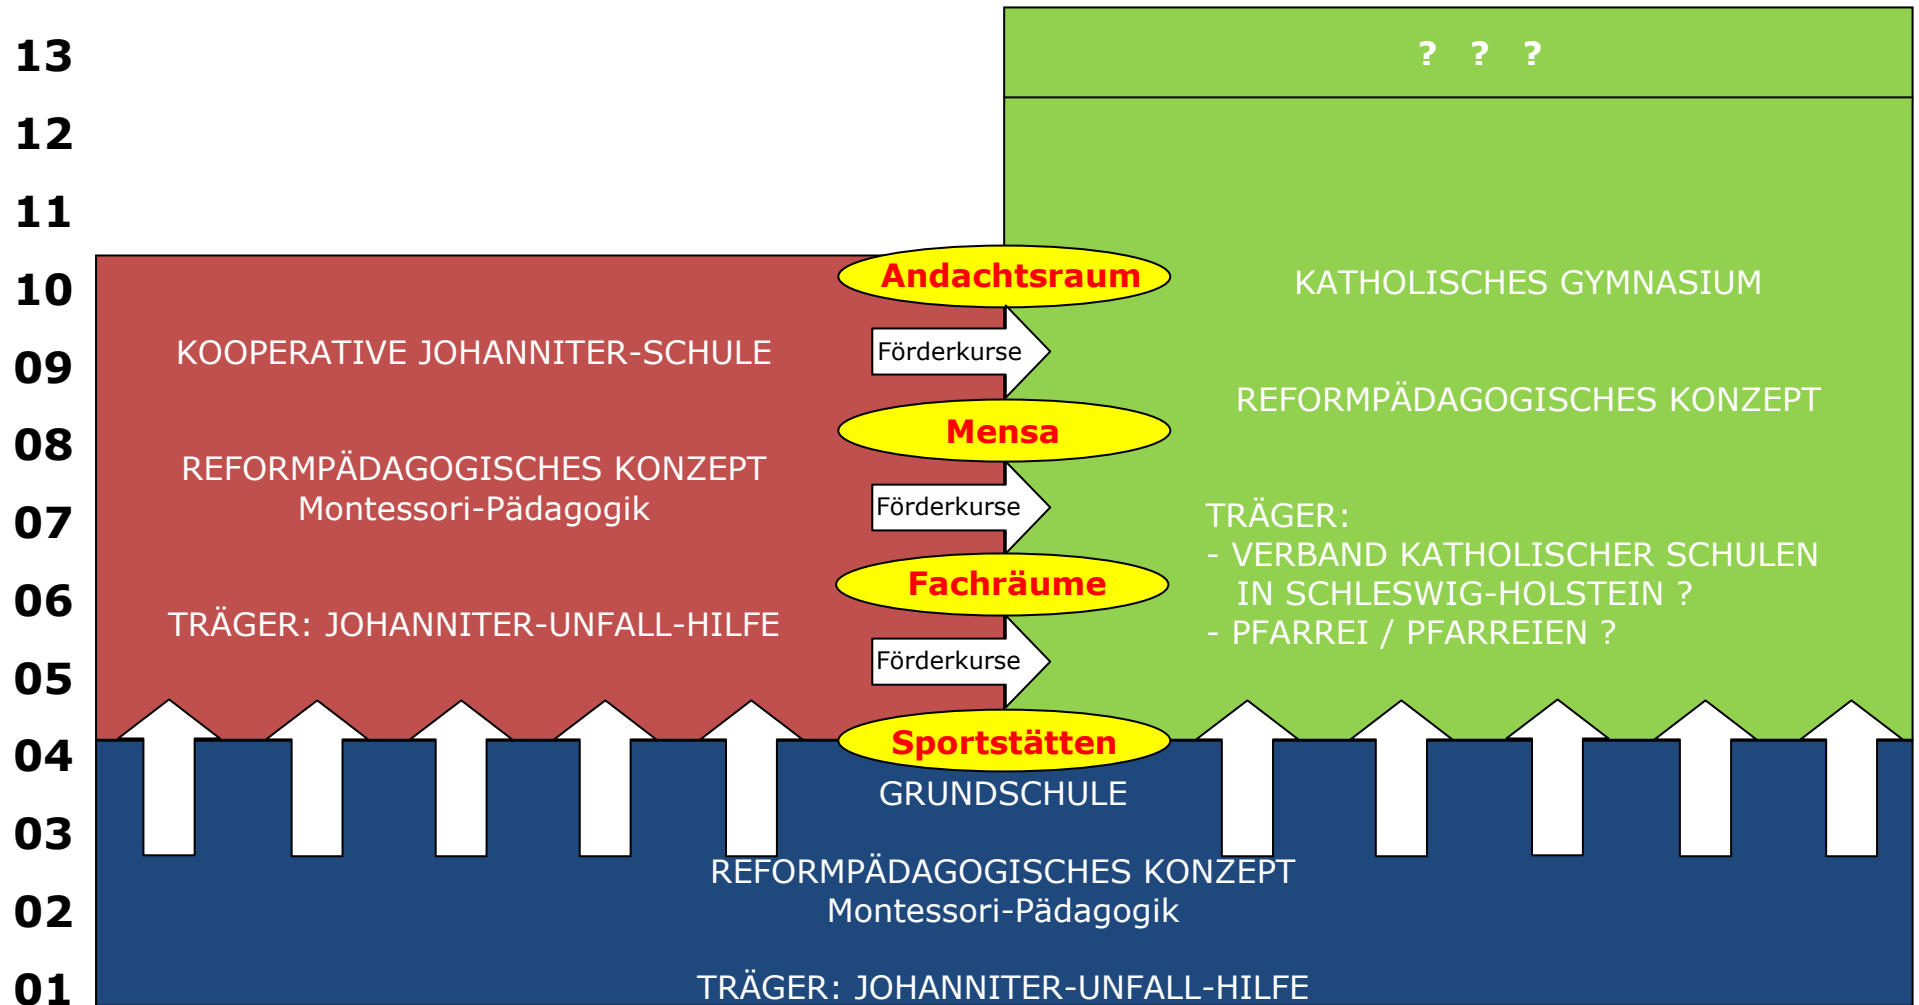 13
12
11
10
09
08
07
06
05
04
03
02
01
KOOPERATIVE JOHANNITER-SCHULE
REFORMPÄDAGOGISCHES KONZEPT
Montessori-Pädagogik
TRÄGER: JOHANNITER-UNFALL-HILFE
Andachtsraum
Förderkurse
Mensa
Förderkurse
Fachräume
Förderkurse
Sportstätten
? ? ?
KATHOLISCHES GYMNASIUM
REFORMPÄDAGOGISCHES KONZEPT
TRÄGER:
- VERBAND KATHOLISCHER SCHULEN
IN SCHLESWIG-HOLSTEIN ?
- PFARREI / PFARREIEN ?
GRUNDSCHULE
REFORMPÄDAGOGISCHES KONZEPT
Montessori-Pädagogik
TRÄGER: JOHANNITER-UNFALL-HILFE